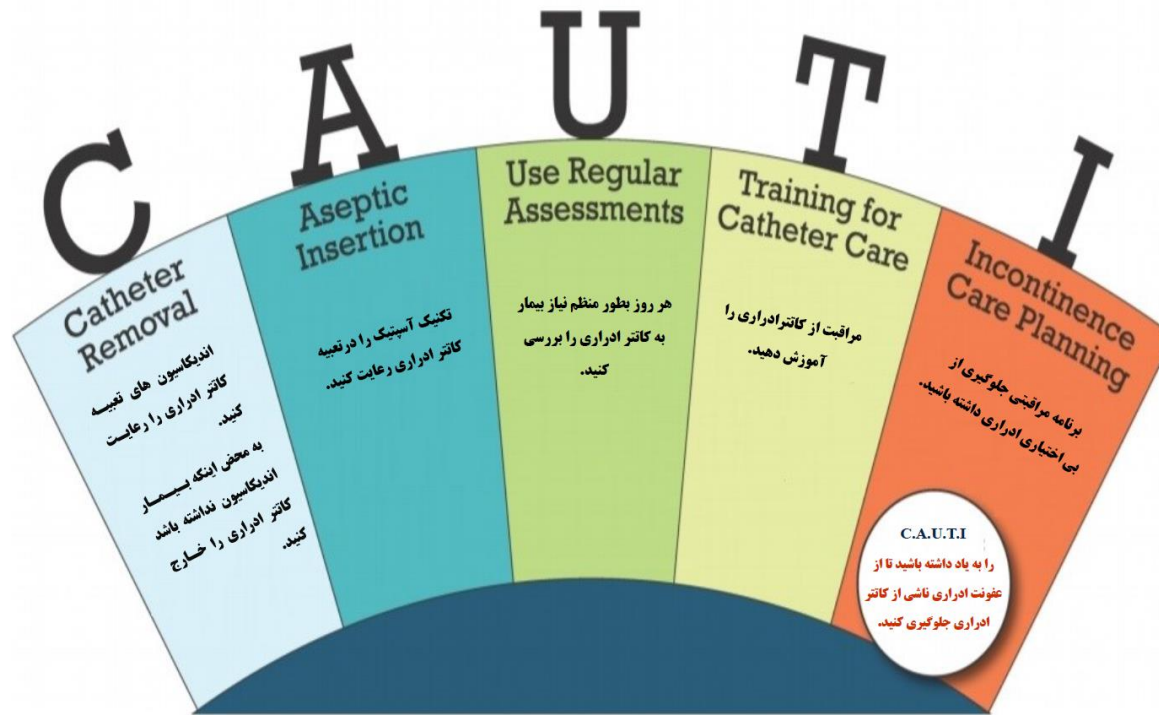 C
Catheter
Removal
اندیکاسیون های تعبیه
کاتتر ادراری را رعایت
کنید.
به محض اینکه بیمار
اندیکاسیون نداشته باشد
کاتتر ادراری را خارج
کنید.
A
Aseptic
Insertion
تکنیک آسپتیک را درتعبیه
کاتتر ادراری رعایت کنید.
U
Use Regular
Assessments
هر روز بطور منظم نیاز بیمار
به کاتتر ادراری را بررسی
کنید.
T
Training for
Catheter Care
مراقبت از کاتترادراری را
آموزش دهید.
I
Incontinence
Care Planning
برنامه مراقبتی جلوگیری از
بی اختیاری ادراری داشته باشید.
C.A.U.T.I
را به یاد داشته باشید تا از
عفونت ادراری ناشی از کاتتر
ادراری جلوگیری کنید.